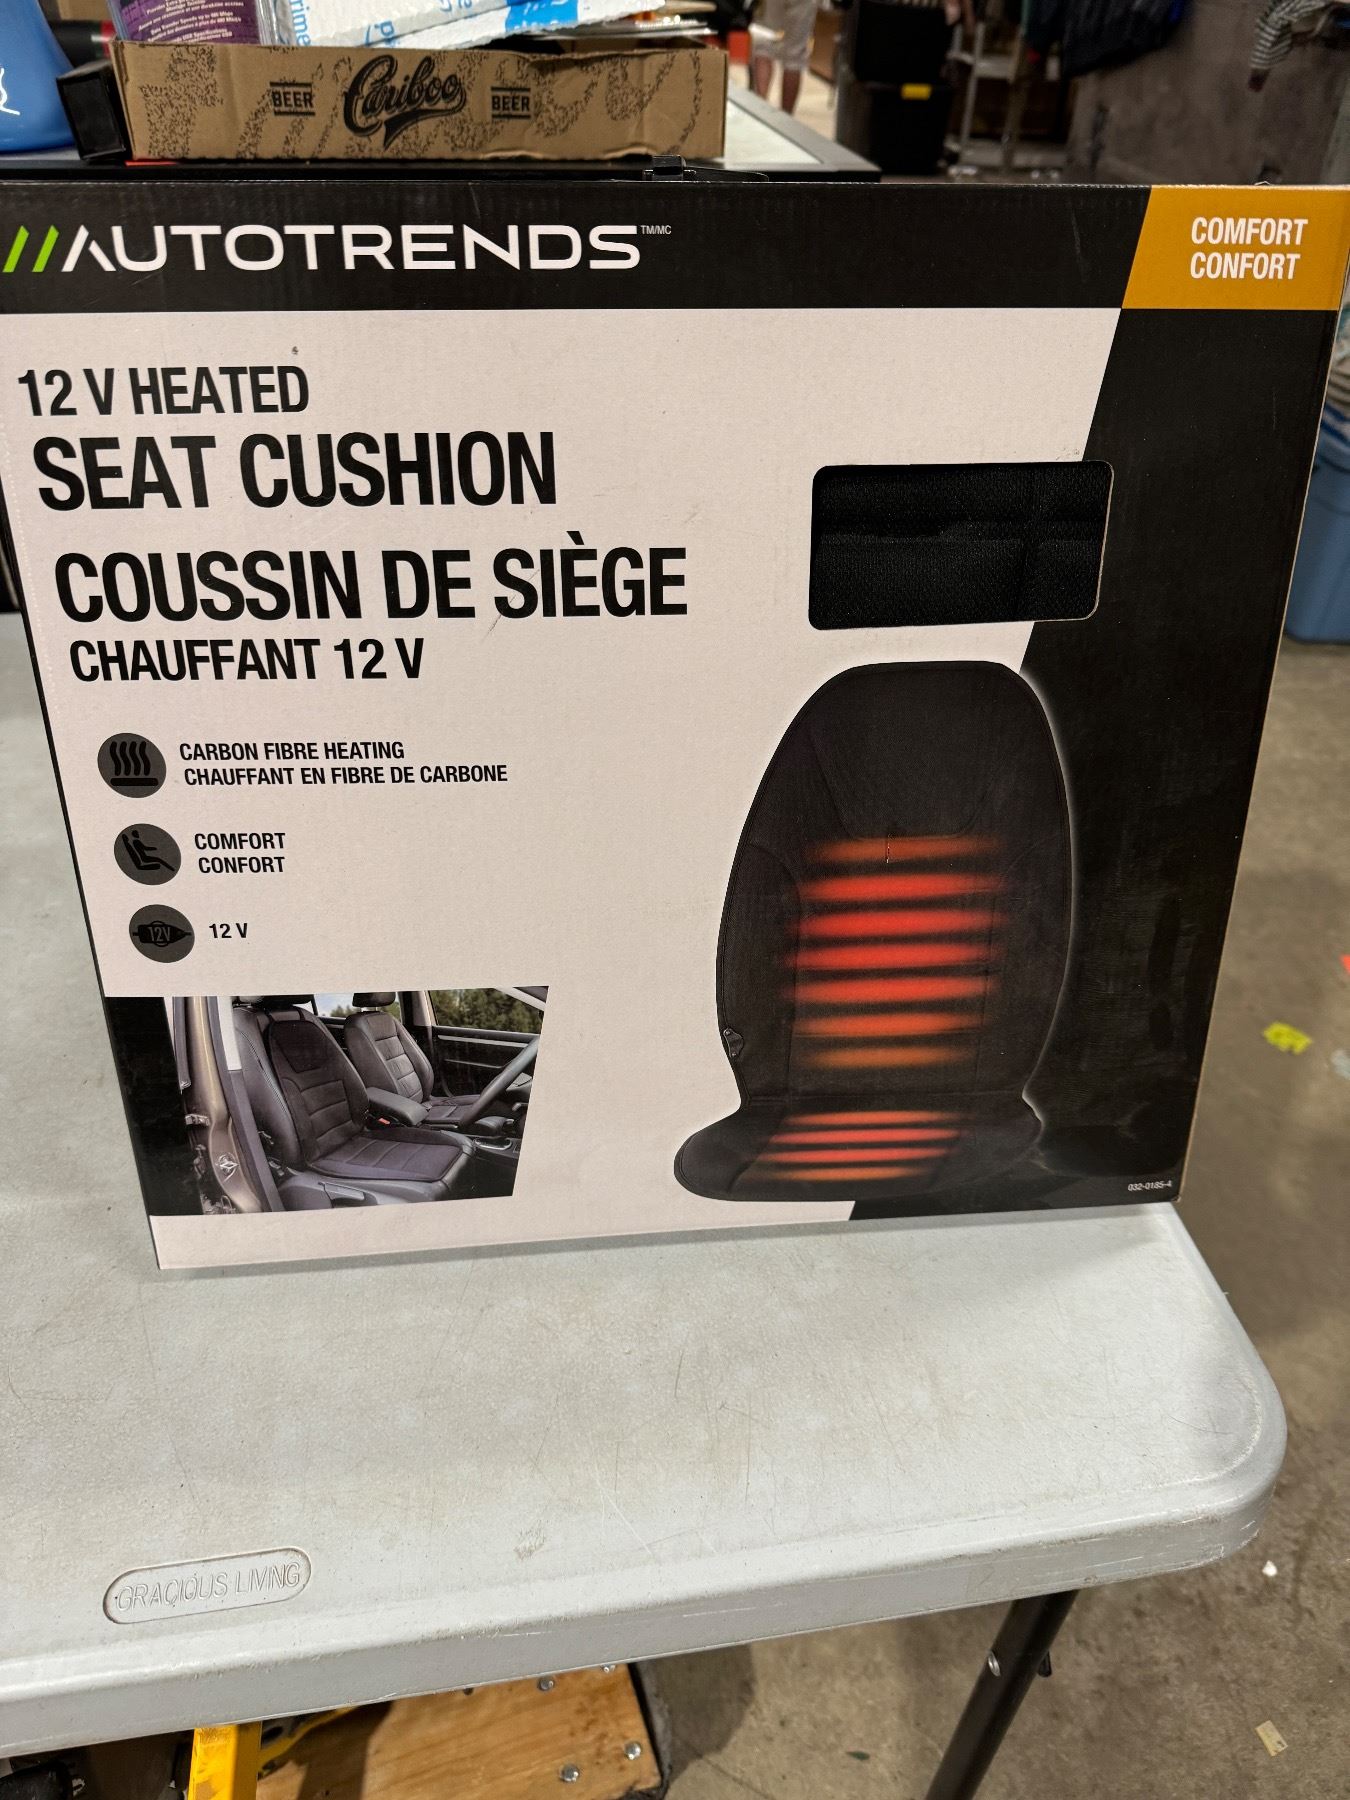 BEER Cariboo BEER
//AUTOTRENDS TM/MC
COMFORT
CONFORT
12 V HEATED
SEAT CUSHION
COUSSIN DE SIÈGE
CHAUFFANT 12 V
CARBON FIBRE HEATING
CHAUFFANT EN FIBRE DE CARBONE
COMFORT
CONFORT
12V
12 V
032-0185-4
GRACIOUS LIVING